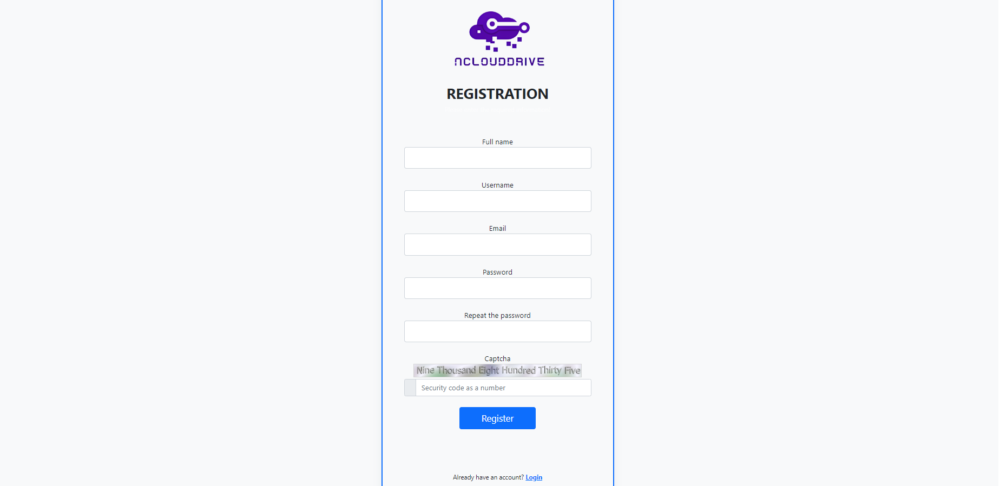 NCLOUDDRIVE
REGISTRATION
Full name
Username
Email
Password
Repeat the password
Captcha
Nine Thousand Eight Hundred Thirty Five
Security code as a number
Register
Already have an account? Login